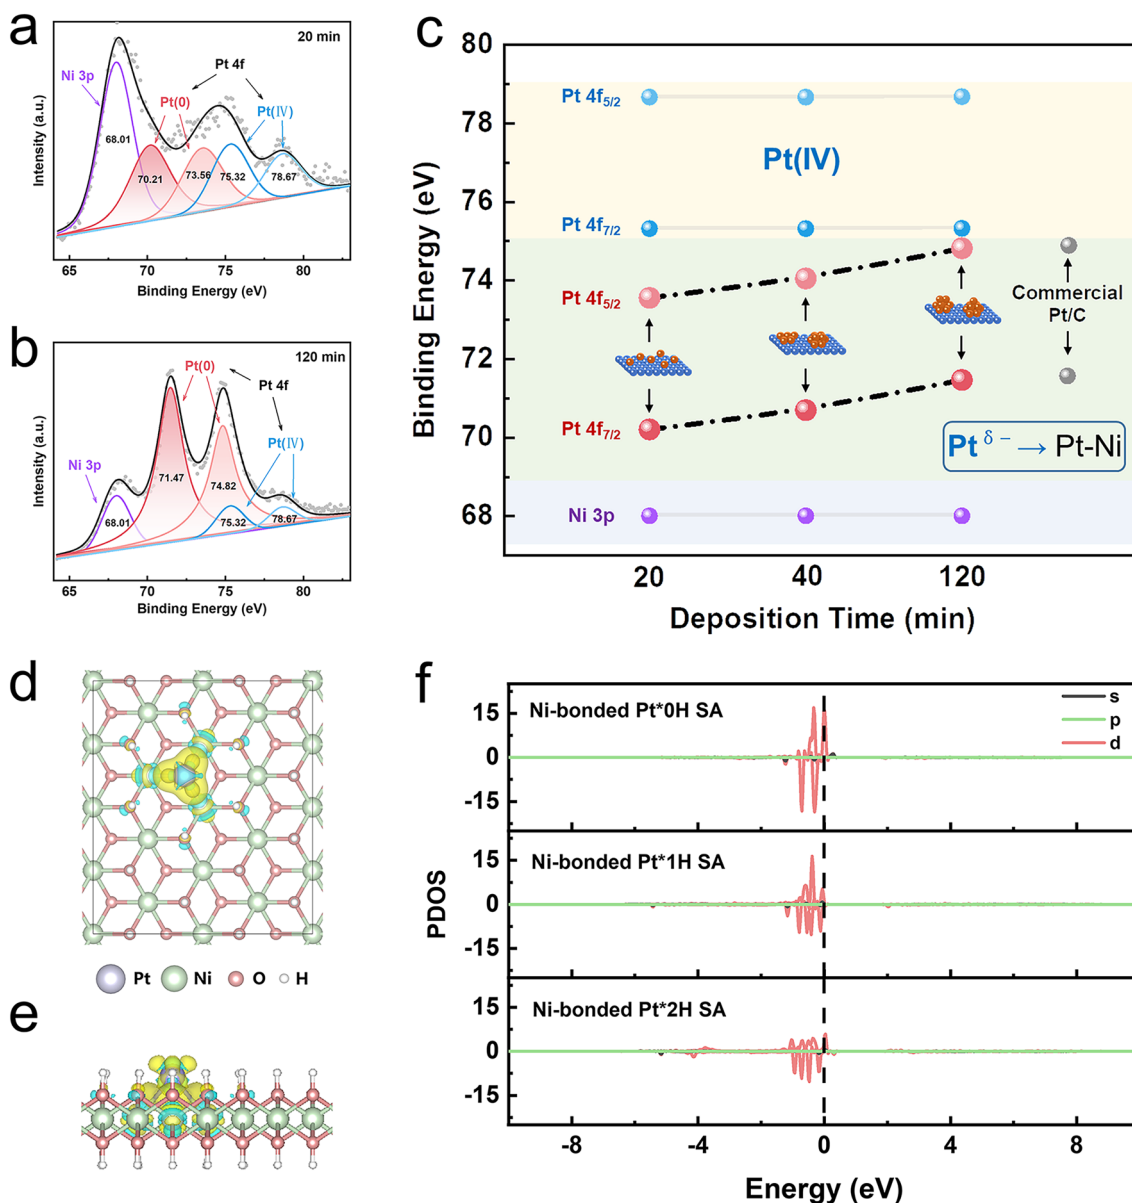 a
20 min
Ni 3p
Pt 4f
Pt(0)
Pt(IV)
68.01
70.21
73.56
75.32
78.67
Intensity (a.u.)
65 70 75 80
Binding Energy (eV)
b
120 min
Pt(0)
Pt 4f
Pt(IV)
Ni 3p
68.01
71.47
74.82
75.32
78.67
Intensity (a.u.)
65 70 75 80
Binding Energy (eV)
c
Binding Energy (eV)
80
78
76
74
72
70
68
Pt 4f5/2
Pt(IV)
Pt 4f7/2
Pt 4f5/2
Commercial
Pt/C
Pt 4f7/2
Pt δ − → Pt-Ni
Ni 3p
20 40 120
Deposition Time (min)
d
Pt Ni O H
e
f
Ni-bonded Pt*0H SA
s
p
d
15
0
-15
Ni-bonded Pt*1H SA
15
0
-15
Ni-bonded Pt*2H SA
15
0
-15
PDOS
-8 -4 0 4 8
Energy (eV)